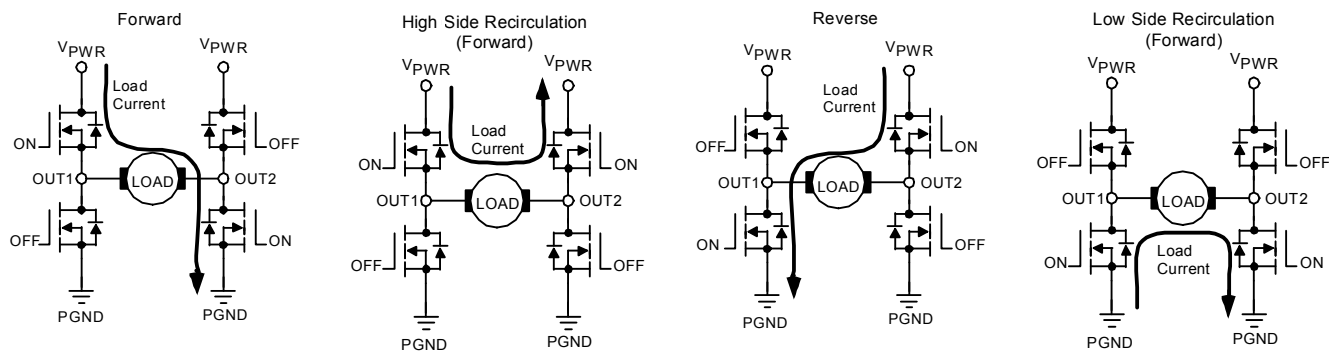 Forward
VPWR
VPWR
Load
Current
ON
OFF
OUT1
LOAD
OUT2
OFF
ON
PGND
PGND
High Side Recirculation
(Forward)
VPWR
VPWR
Load
Current
ON
ON
OUT1
LOAD
OUT2
OFF
OFF
PGND
PGND
Reverse
VPWR
VPWR
Load
Current
OFF
ON
OUT1
LOAD
OUT2
ON
OFF
PGND
PGND
Low Side Recirculation
(Forward)
VPWR
VPWR
OFF
OFF
OUT1
LOAD
OUT2
Load
Current
ON
ON
PGND
PGND